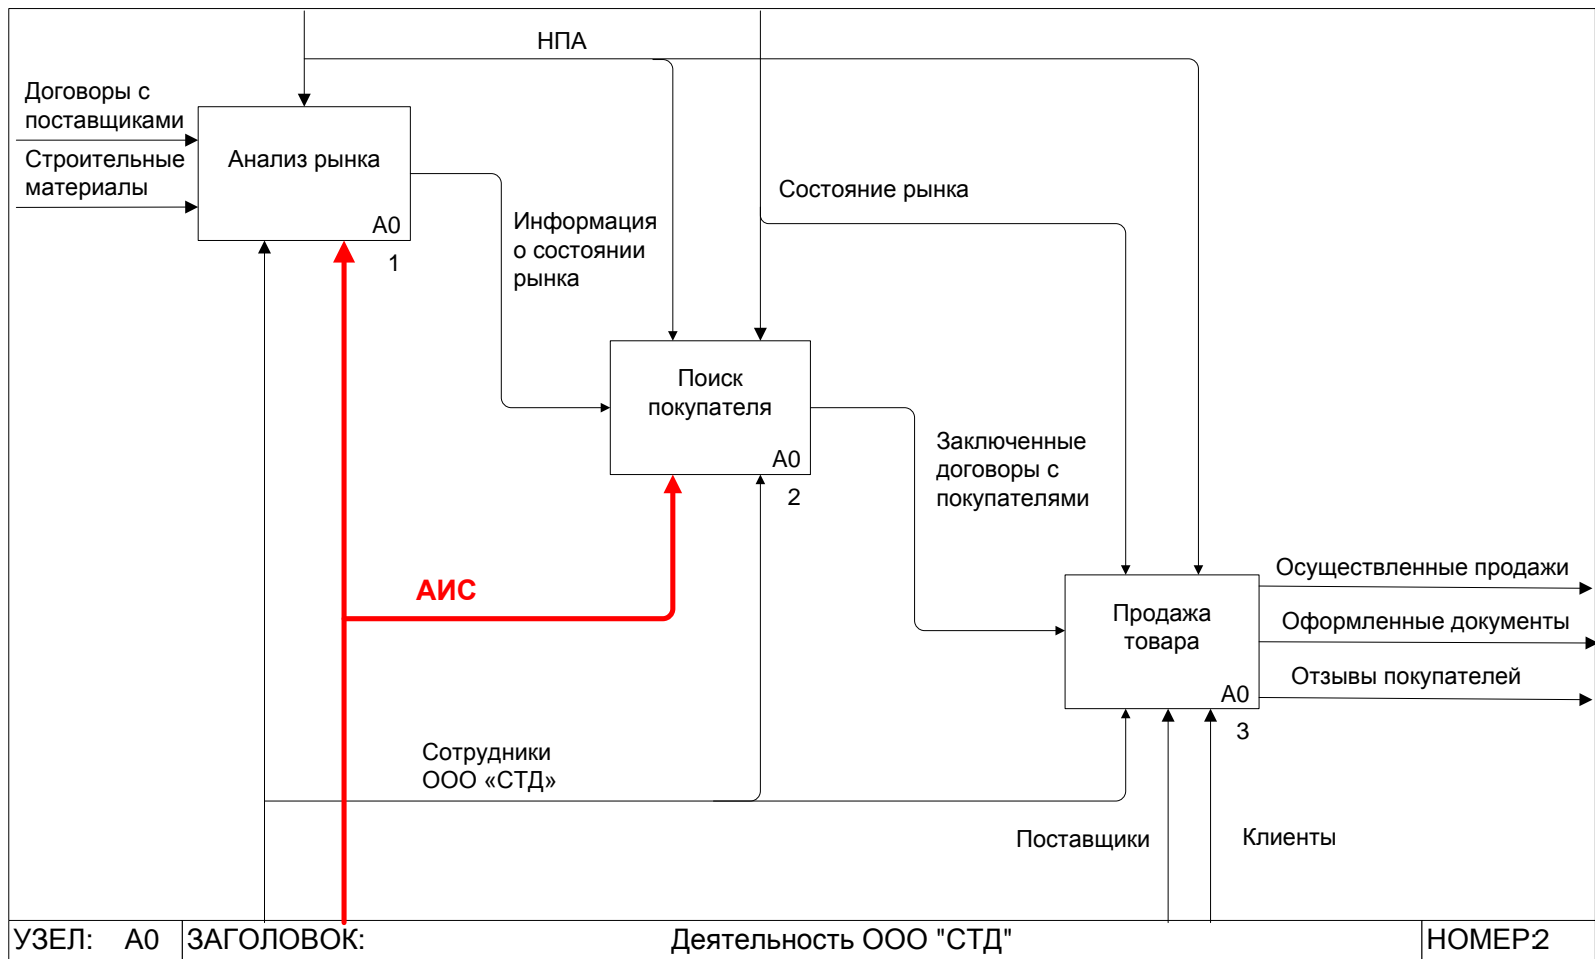 НПА
Договоры с
поставщиками
Строительные
материалы
Анализ рынка
А0
1
Состояние рынка
Информация
о состоянии
рынка
Поиск
покупателя
А0
2
Заключенные
договоры с
покупателями
АИС
Осуществленные продажи
Продажа
товара
Оформленные документы
Отзывы покупателей
А0
3
Сотрудники
ООО «СТД»
Поставщики
Клиенты
УЗЕЛ: А0 ЗАГОЛОВОК: Деятельность ООО "СТД" НОМЕР:2